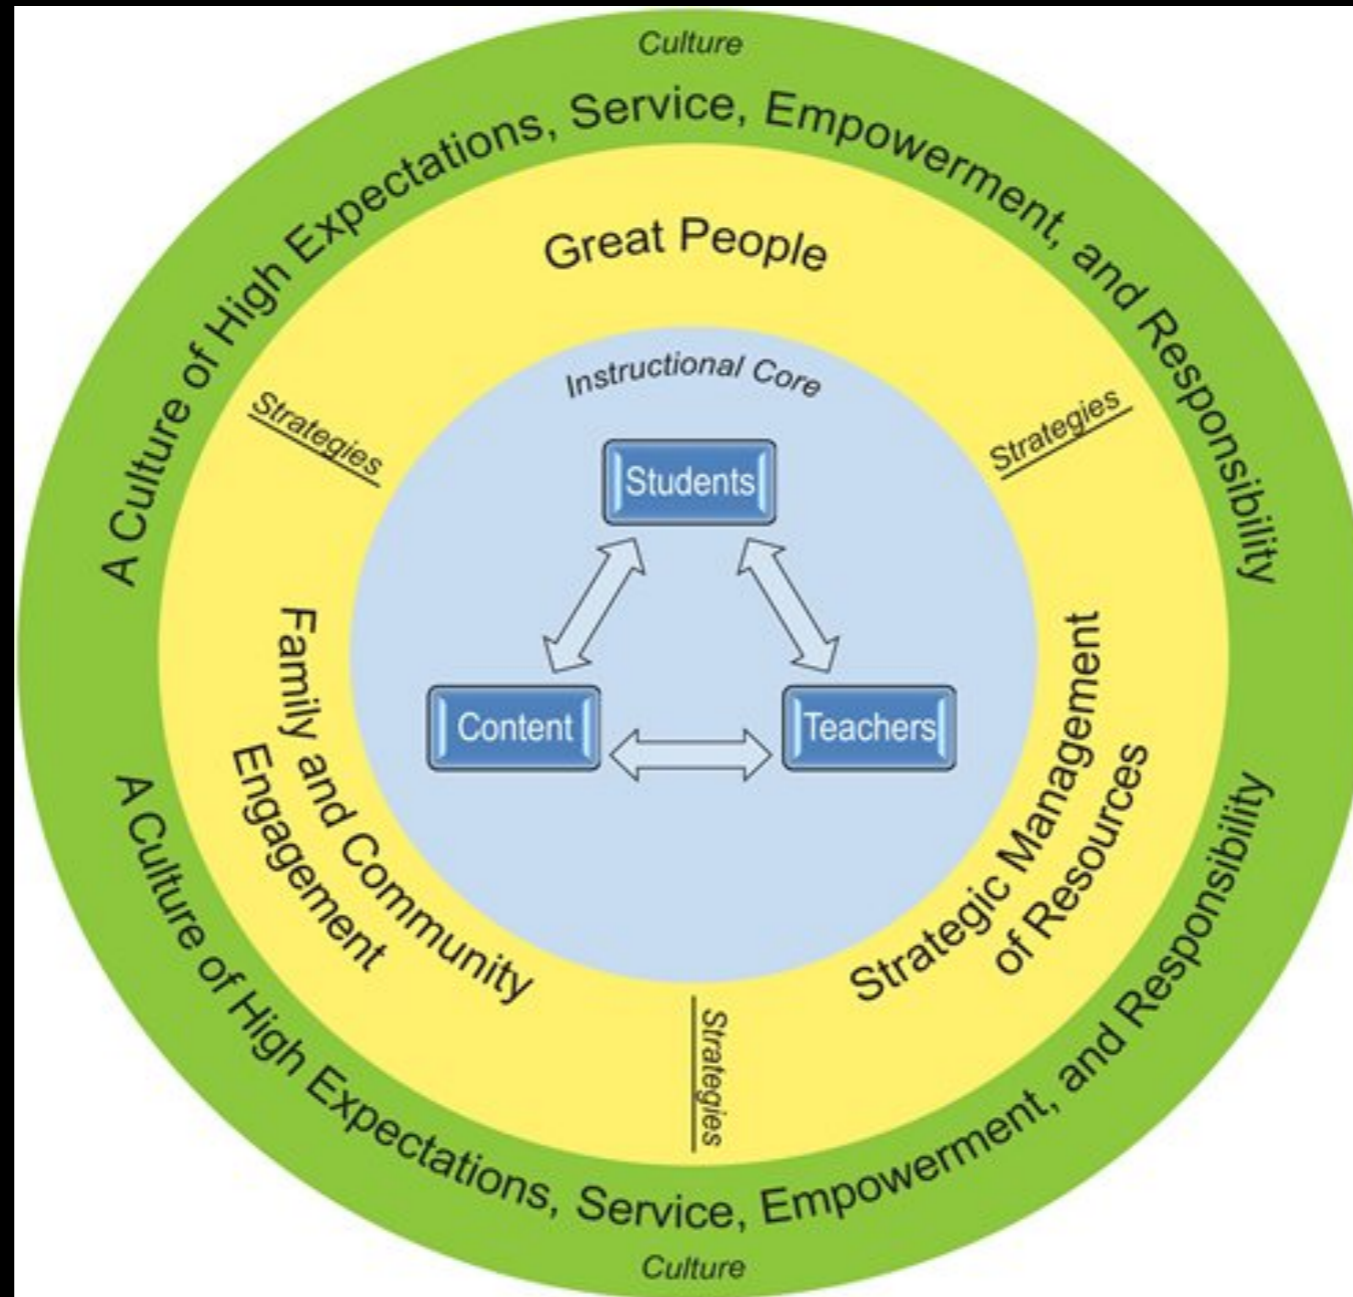 Culture
A Culture of High Expectations, Service, Empowerment, and Responsibility
Great People
Instructional Core
Strategies
Strategies
Students
Content
Teachers
Family and Community
Engagement
Strategic Management
of Resources
Strategies
A Culture of High Expectations, Service, Empowerment, and Responsibility
Culture